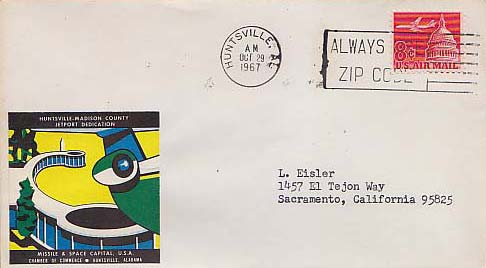 HUNTSVILLE, AL
A.M
OCT 29
1967
ALWAYS
ZIP CODE
8c
U.S. AIR MAIL
HUNTSVILLE-MADISON COUNTY
JETPORT DEDICATION
L. Eisler
1457 El Tejon Way
Sacramento, California 95825
MISSILE & SPACE CAPITAL, U.S.A.
CHAMBER OF COMMERCE ● HUNTSVILLE, ALABAMA